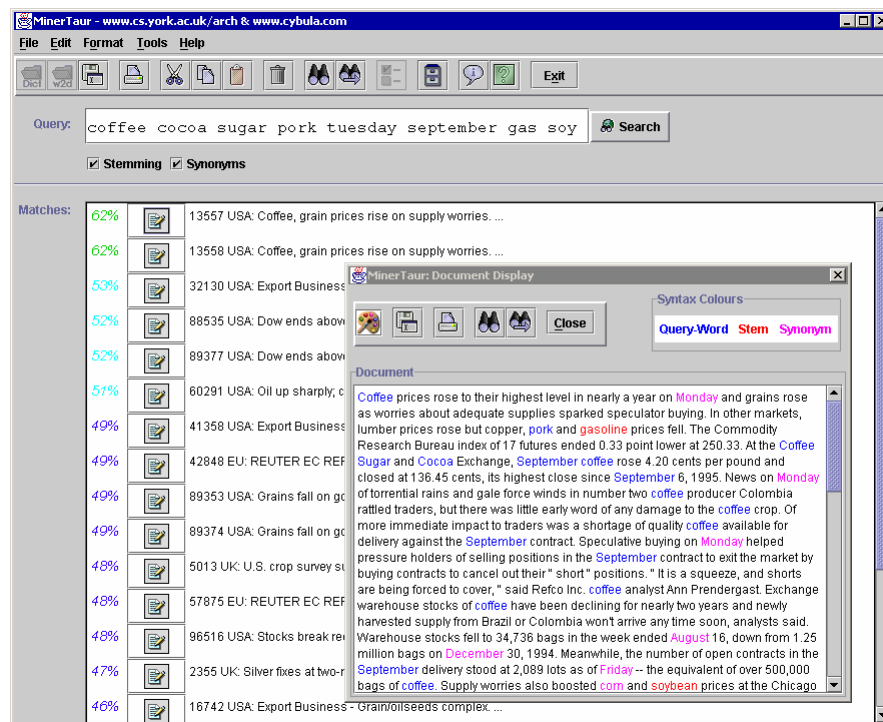 MinerTaur - www.cs.york.ac.uk/arch & www.cybula.com
File Edit Format Tools Help
Dict w2d Exit
Query: coffee cocoa sugar pork tuesday september gas soy Search
Stemming Synonyms
Matches:
62% 13557 USA: Coffee, grain prices rise on supply worries. ...
62% 13558 USA: Coffee, grain prices rise on supply worries. ...
53% 32130 USA: Export Business
52% 88535 USA: Dow ends above
52% 89377 USA: Dow ends above
51% 60291 USA: Oil up sharply; c
49% 41358 USA: Export Business
49% 42848 EU: REUTER EC REF
49% 89353 USA: Grains fall on go
49% 89374 USA: Grains fall on go
48% 5013 UK: U.S. crop survey su
48% 57875 EU: REUTER EC REF
48% 96516 USA: Stocks break re
47% 2355 UK: Silver fixes at two-
46% 16742 USA: Export Business - Grain/oilseeds complex. ...
MinerTaur: Document Display
Close
Syntax Colours
Query-Word Stem Synonym
Document
Coffee prices rose to their highest level in nearly a year on Monday and grains rose
as worries about adequate supplies sparked speculator buying. In other markets,
lumber prices rose but copper, pork and gasoline prices fell. The Commodity
Research Bureau index of 17 futures ended 0.33 point lower at 250.33. At the Coffee
Sugar and Cocoa Exchange, September coffee rose 4.20 cents per pound and
closed at 136.45 cents, its highest close since September 6, 1995. News on Monday
of torrential rains and gale force winds in number two coffee producer Colombia
rattled traders, but there was little early word of any damage to the coffee crop. Of
more immediate impact to traders was a shortage of quality coffee available for
delivery against the September contract. Speculative buying on Monday helped
pressure holders of selling positions in the September contract to exit the market by
buying contracts to cancel out their " short " positions. " It is a squeeze, and shorts
are being forced to cover, " said Refco Inc. coffee analyst Ann Prendergast. Exchange
warehouse stocks of coffee have been declining for nearly two years and newly
harvested supply from Brazil or Colombia won't arrive any time soon, analysts said.
Warehouse stocks fell to 34,736 bags in the week ended August 16, down from 1.25
million bags on December 30, 1994. Meanwhile, the number of open contracts in the
September delivery stood at 2,089 lots as of Friday -- the equivalent of over 500,000
bags of coffee. Supply worries also boosted corn and soybean prices at the Chicago